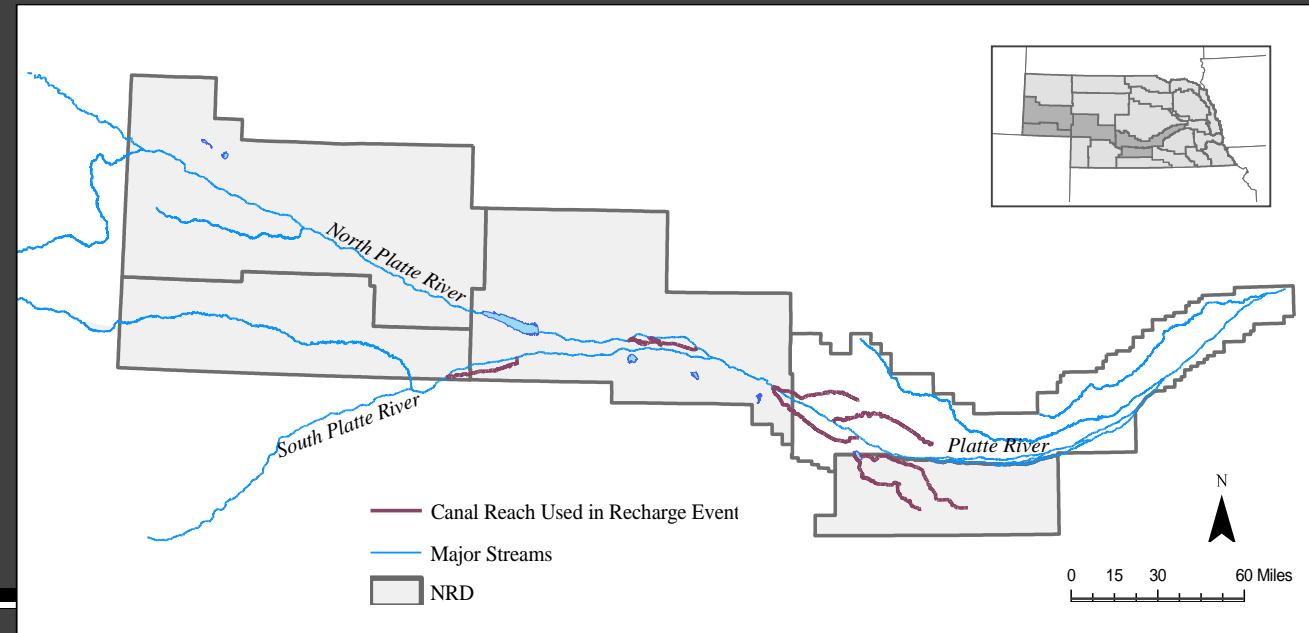 North Platte River
South Platte River
Platte River
Canal Reach Used in Recharge Event
Major Streams
NRD
N
0 15 30 60 Miles